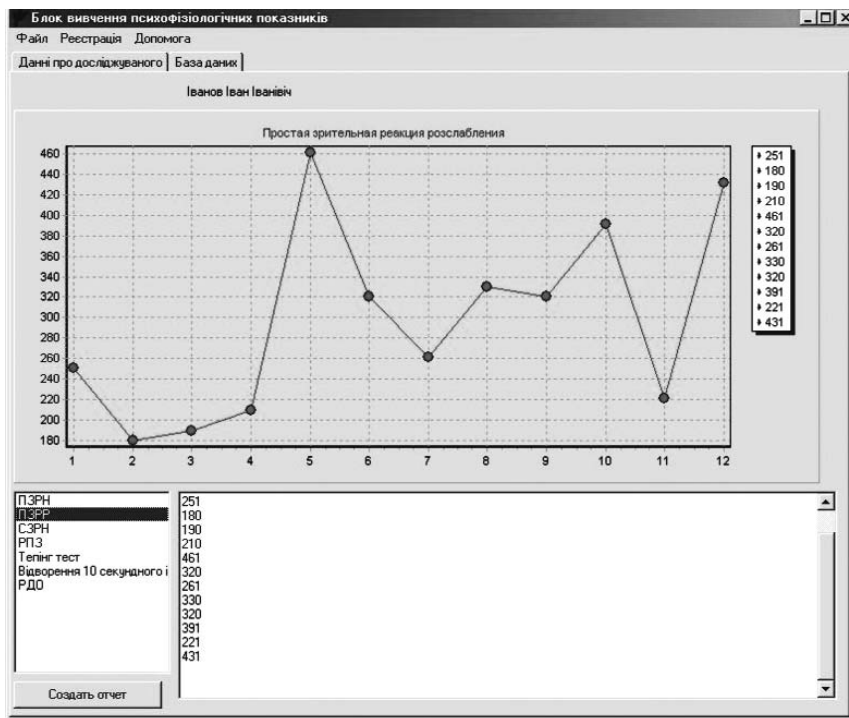 Блок вивчення психофізіологічних показників
Файл Реєстрація Допомога
Данні про досліджуваного База даних
Іванов Іван Іванівіч
Простая зрительная реакция розслабления
460
440
420
400
380
360
340
320
300
280
260
240
220
200
180
1 2 3 4 5 6 7 8 9 10 11 12
251
180
190
210
461
320
261
330
320
391
221
431
ПЗРН
ПЗРР
СЗРН
РПЗ
Тепінг тест
Відворення 10 секундного і
РДО
251
180
190
210
461
320
261
330
320
391
221
431
Создать отчет